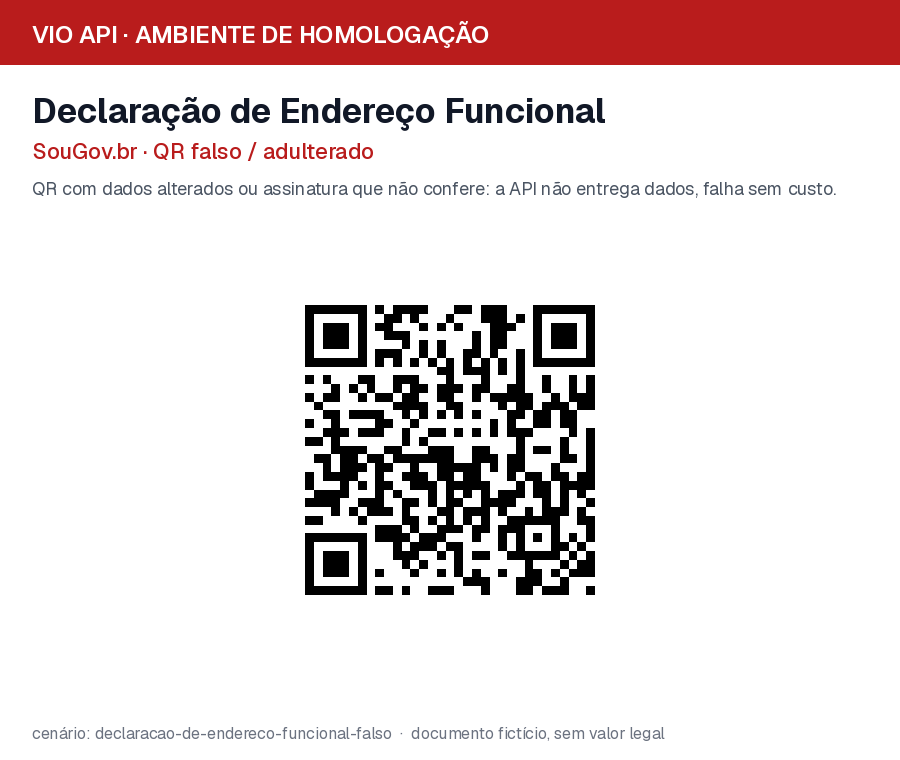 VIO API · AMBIENTE DE HOMOLOGAÇÃO
Declaração de Endereço Funcional
SouGov.br · QR falso / adulterado
QR com dados alterados ou assinatura que não confere: a API não entrega dados, falha sem custo.
cenário: declaracao-de-endereco-funcional-falso · documento fictício, sem valor legal